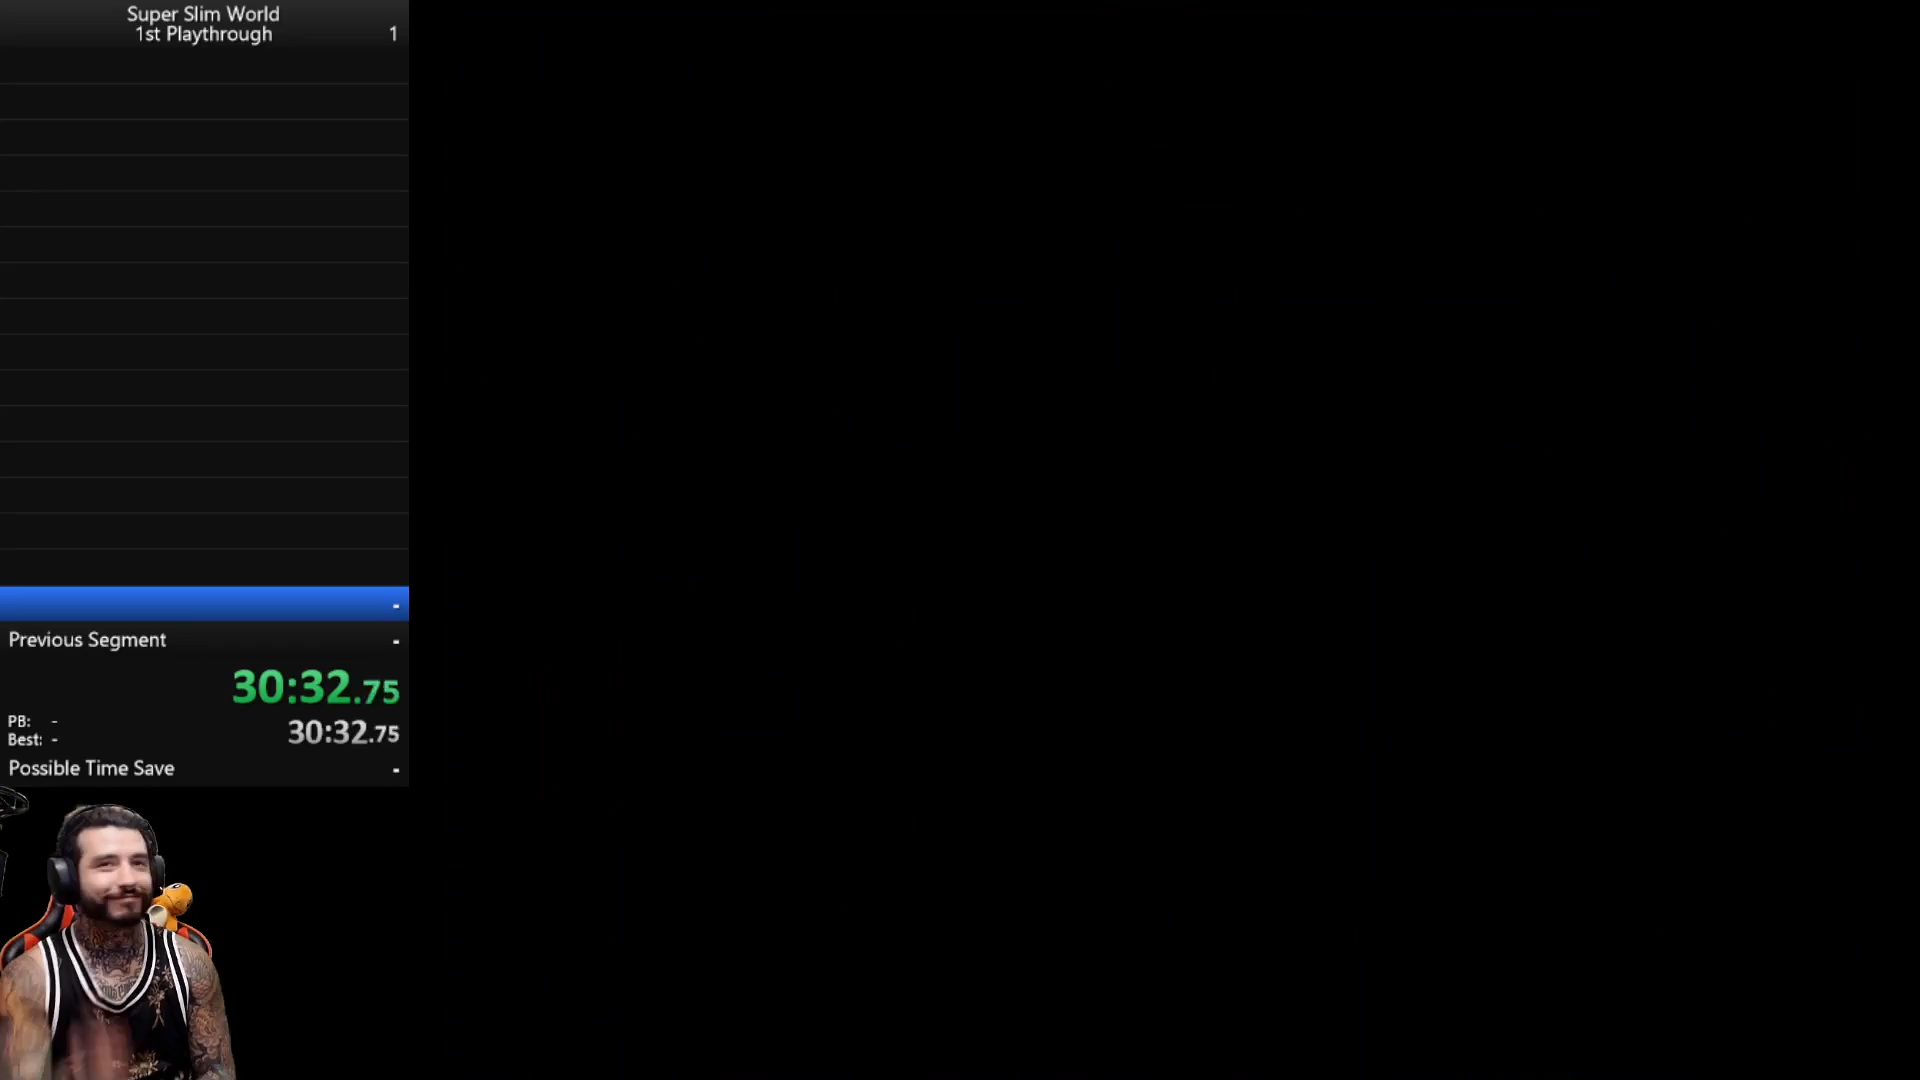 Super Slim World
1st Playthrough 1
-
Previous Segment -
30:32.75
PB: -
30:32.75
Best: -
Possible Time Save -